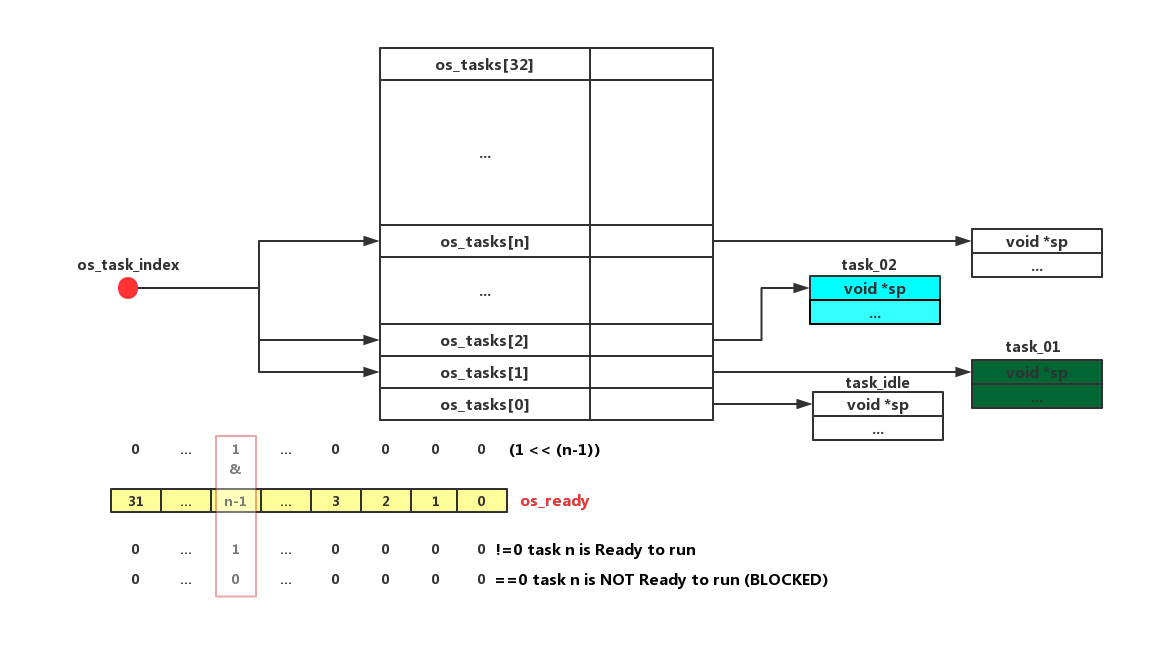 os_tasks[32]
...
os_tasks[n]
void *sp
...
os_task_index
task_02
void *sp
...
...
os_tasks[2]
task_01
os_tasks[1]
void *sp
...
task_idle
os_tasks[0]
void *sp
...
0 ... 1 ... 0 0 0 0 (1 << (n-1))
&
31 ... n-1 ... 3 2 1 0 os_ready
0 ... 1 ... 0 0 0 0 !=0 task n is Ready to run
0 ... 0 ... 0 0 0 0 ==0 task n is NOT Ready to run (BLOCKED)